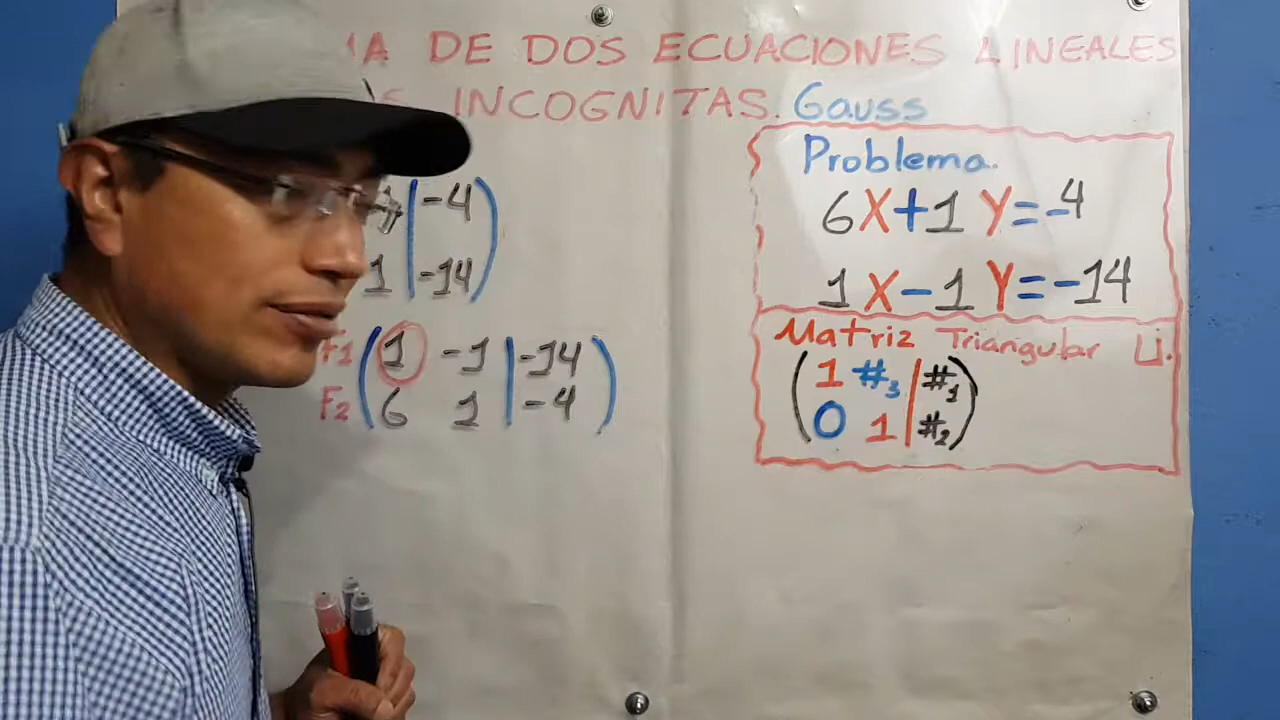 DE DOS ECUACIONES LINEALES
INCOGNITAS. Gauss
Problema.
6X+1Y=-4
1X-1Y=-14
-4
1 -14
F1 1 -1 -14
F2 6 1 -4
Matriz Triangular U.
1 #3 #1
0 1 #2